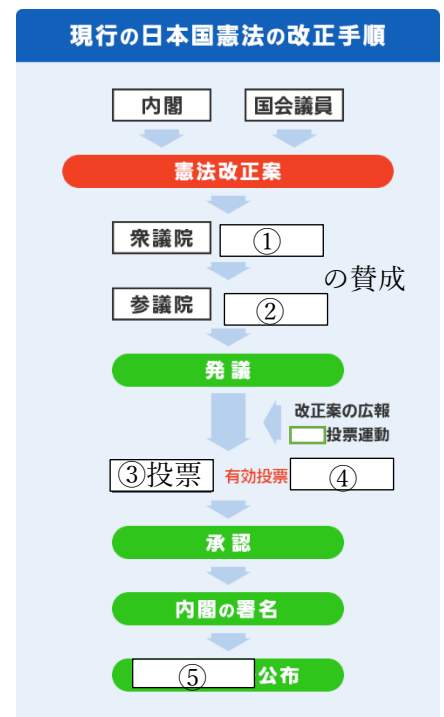 現行の日本国憲法の改正手順
内閣 国会議員
憲法改正案
衆議院 ①
の賛成
参議院 ②
発議
改正案の広報
投票運動
③投票 有効投票 ④
承認
内閣の署名
⑤ 公布